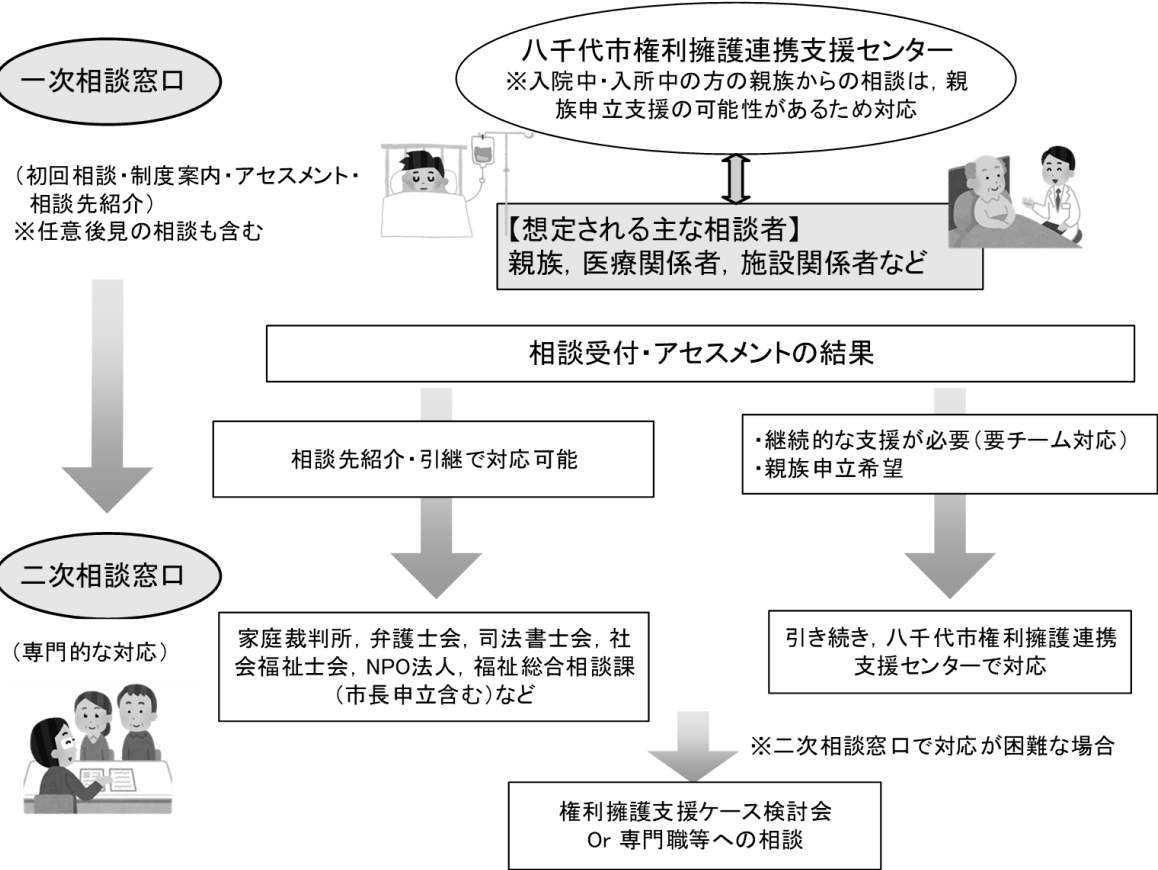 一次相談窓口
八千代市権利擁護連携支援センター
※入院中・入所中の方の親族からの相談は，親
族申立支援の可能性があるため対応
（初回相談・制度案内・アセスメント・
相談先紹介）
※任意後見の相談も含む
【想定される主な相談者】
親族，医療関係者，施設関係者など
相談受付・アセスメントの結果
相談先紹介・引継で対応可能
・継続的な支援が必要（要チーム対応）
・親族申立希望
二次相談窓口
（専門的な対応）
家庭裁判所，弁護士会，司法書士会，社
会福祉士会，NPO法人，福祉総合相談課
（市長申立含む）など
引き続き，八千代市権利擁護連携
支援センターで対応
※二次相談窓口で対応が困難な場合
権利擁護支援ケース検討会
Or 専門職等への相談